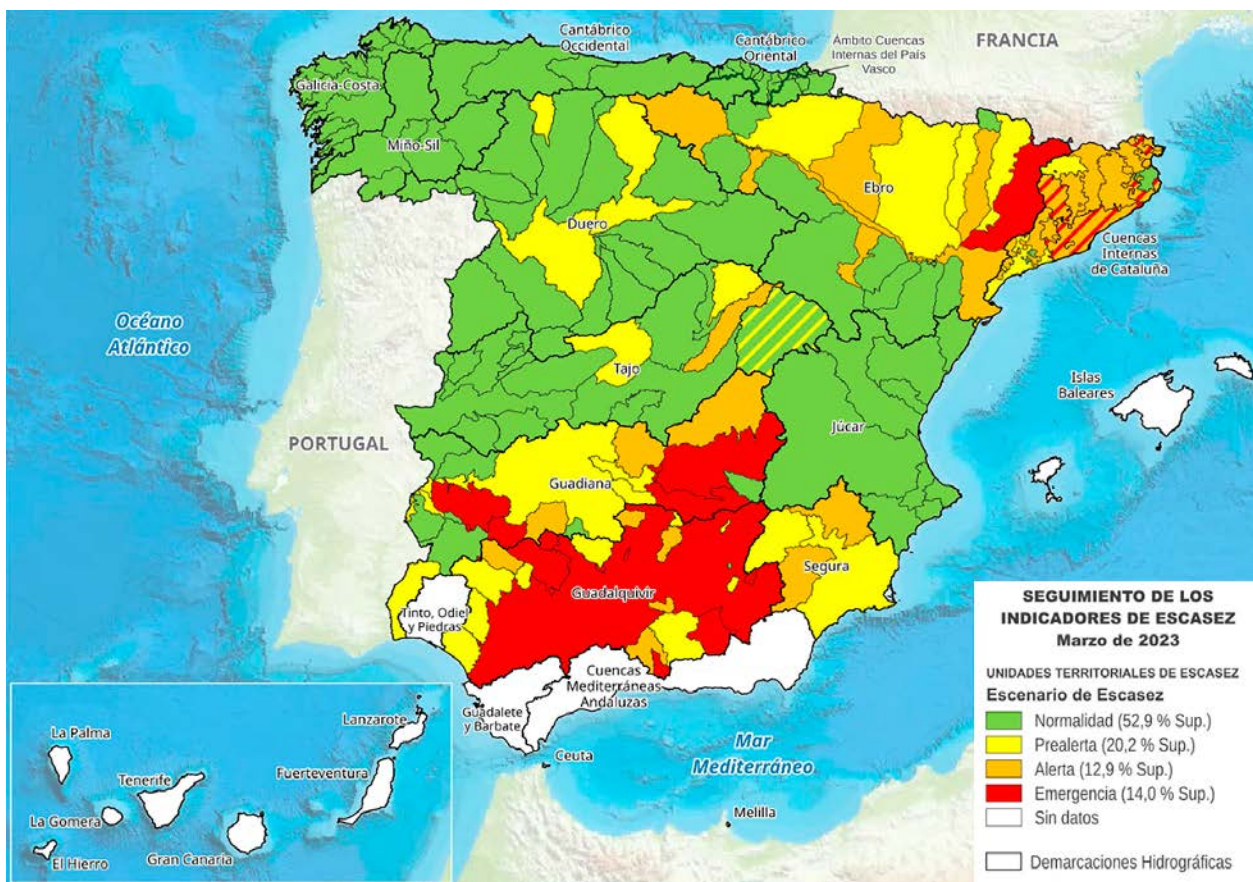 Cantábrico
Occidental
Cantábrico
Oriental
Ámbito Cuencas
Internas del País
Vasco
FRANCIA
Galicia-Costa
Miño-Sil
Ebro
Duero
Cuencas
Internas
de Cataluña
Océano
Atlántico
Tajo
Islas
Baleares
PORTUGAL
Júcar
Guadiana
Segura
Guadalquivir
Tinto, Odiel
y Piedras
Cuencas
Mediterráneas
Andaluzas
Guadalete
y Barbate
Ceuta
Mar
Mediterráneo
Melilla
La Palma
Lanzarote
Tenerife
Fuerteventura
La Gomera
El Hierro
Gran Canaria
SEGUIMIENTO DE LOS
INDICADORES DE ESCASEZ
Marzo de 2023
UNIDADES TERRITORIALES DE ESCASEZ
Escenario de Escasez
Normalidad (52,9 % Sup.)
Prealerta (20,2 % Sup.)
Alerta (12,9 % Sup.)
Emergencia (14,0 % Sup.)
Sin datos
Demarcaciones Hidrográficas